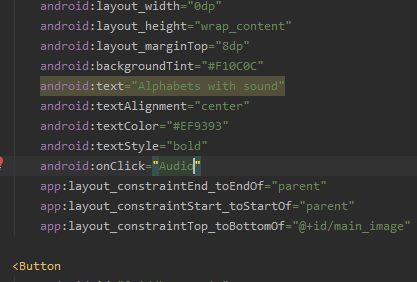 android:layout_width="0dp"
android:layout_height="wrap_content"
android:layout_marginTop="8dp"
android:backgroundTint="#F10C0C"
android:text="Alphabets with sound"
android:textAlignment="center"
android:textColor="#EF9393"
android:textStyle="bold"
android:onClick="Audio"
app:layout_constraintEnd_toEndOf="parent"
app:layout_constraintStart_toStartOf="parent"
app:layout_constraintTop_toBottomOf="@+id/main_image"
<Button